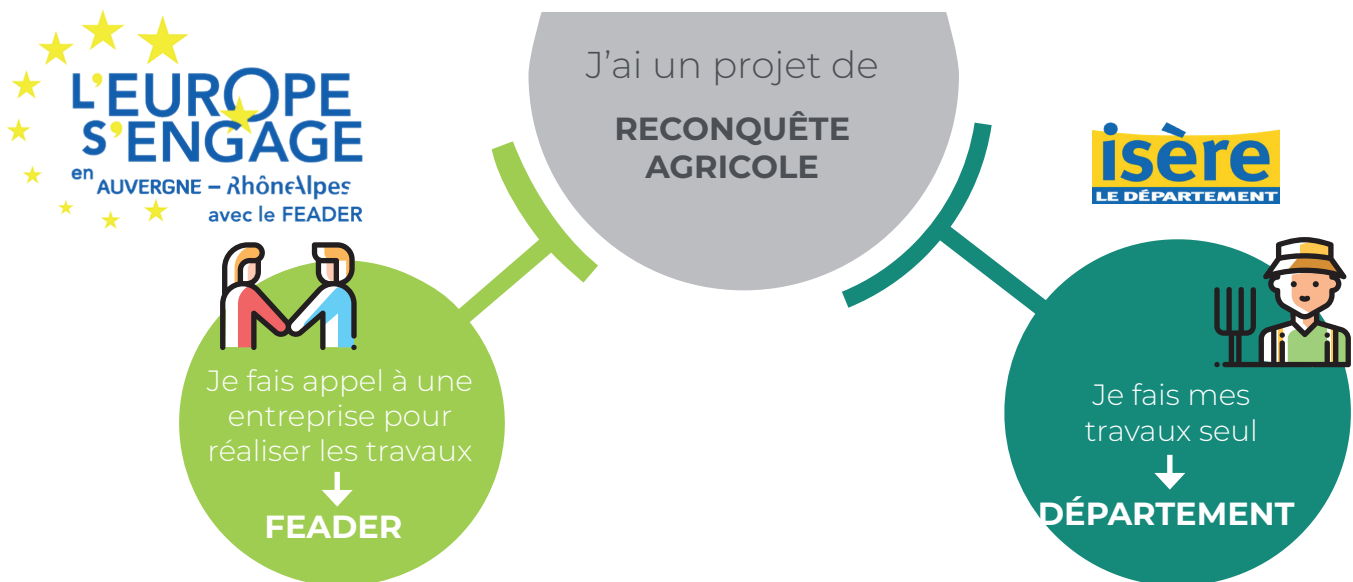 L'EUROPE
S'ENGAGE
en AUVERGNE – RhôneAlpes
avec le FEADER
J'ai un projet de
RECONQUÊTE
AGRICOLE
isère
LE DÉPARTEMENT
Je fais appel à une
entreprise pour
réaliser les travaux
FEADER
Je fais mes
travaux seul
DÉPARTEMENT